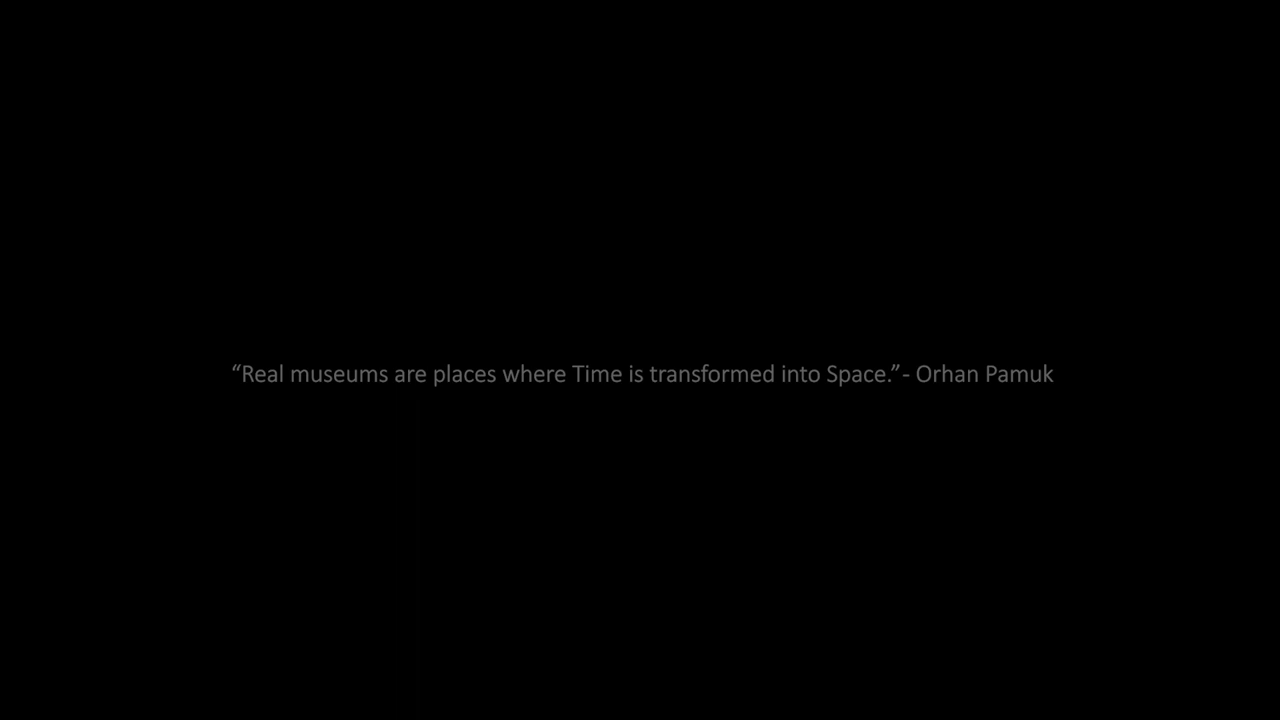 “Real museums are places where Time is transformed into Space.” - Orhan Pamuk